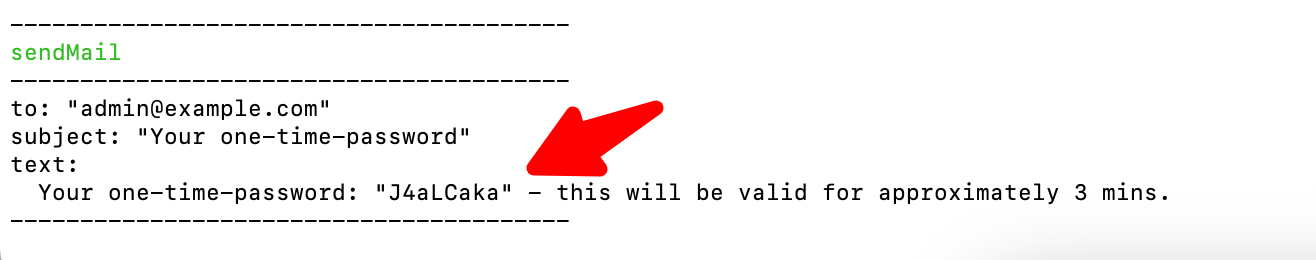 ----------------------------------------
sendMail
----------------------------------------
to: "admin@example.com"
subject: "Your one-time-password"
text:
  Your one-time-password: "J4aLCaka" - this will be valid for approximately 3 mins.
----------------------------------------